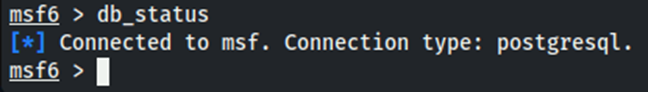 msf6 > db_status
[*] Connected to msf. Connection type: postgresql.
msf6 >